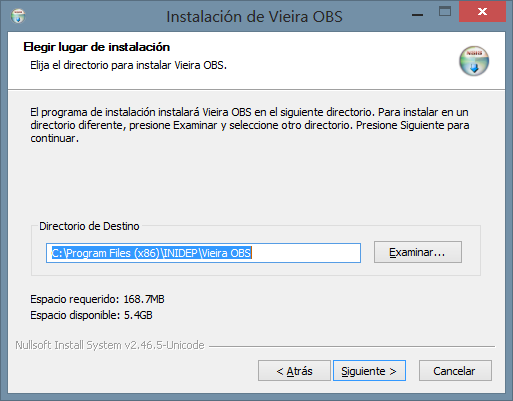 Instalación de Vieira OBS
Elegir lugar de instalación
Elija el directorio para instalar Vieira OBS.
El programa de instalación instalará Vieira OBS en el siguiente directorio. Para instalar en un
directorio diferente, presione Examinar y seleccione otro directorio. Presione Siguiente para
continuar.
Directorio de Destino
C:\Program Files (x86)\INIDEP\Vieira OBS
Examinar...
Espacio requerido: 168.7MB
Espacio disponible: 5.4GB
Nullsoft Install System v2.46.5-Unicode
< Atrás
Siguiente >
Cancelar